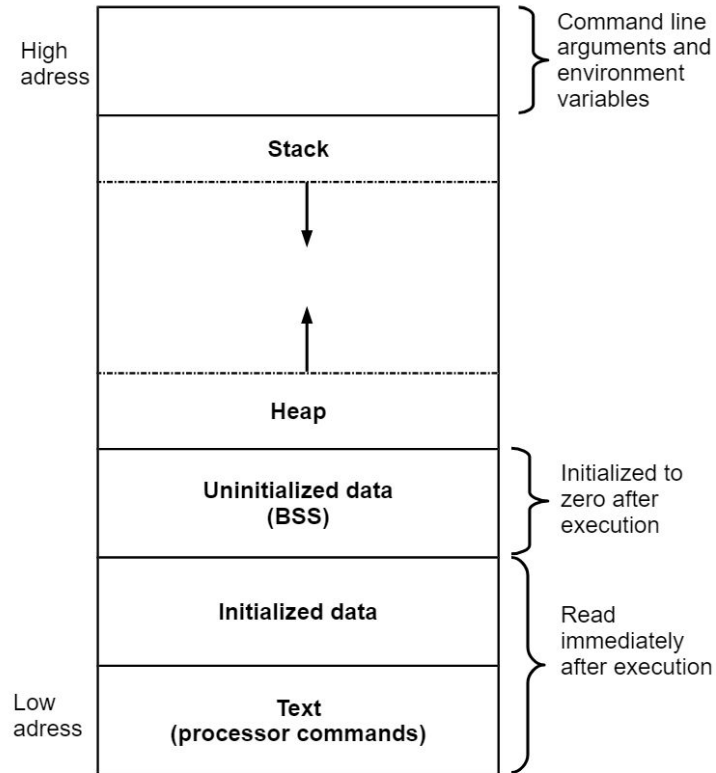 High
adress
Command line
arguments and
environment
variables
Stack
Heap
Uninitialized data
(BSS)
Initialized to
zero after
execution
Initialized data
Read
immediately
after execution
Low
adress
Text
(processor commands)